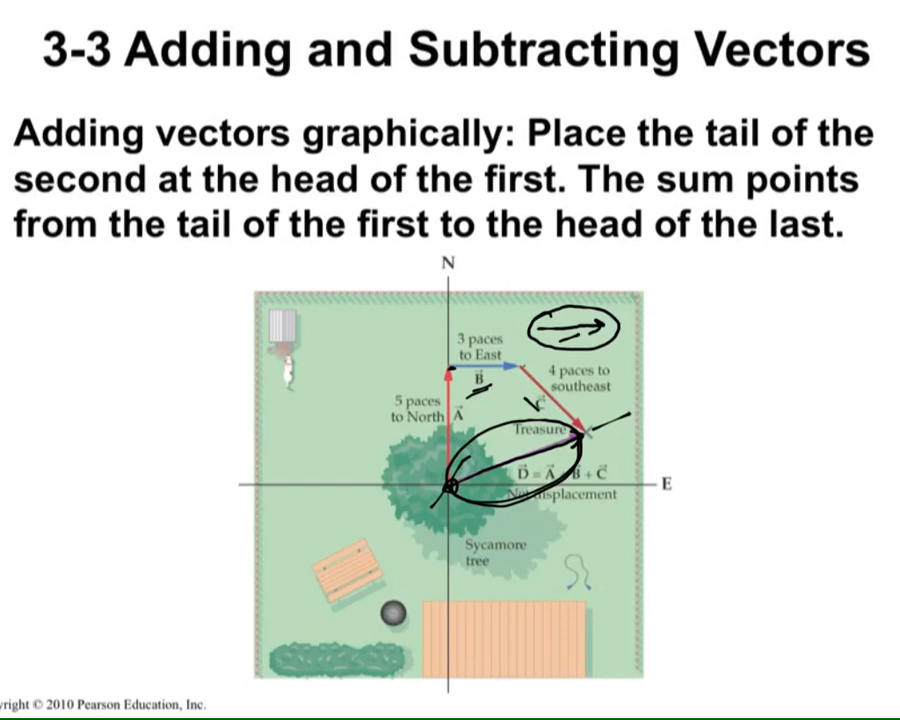 3-3 Adding and Subtracting Vectors
Adding vectors graphically: Place the tail of the
second at the head of the first. The sum points
from the tail of the first to the head of the last.
N
3 paces
to East
B
4 paces to
southeast
5 paces
to North
A
C
Treasure
D = A + B + C
Net displacement
E
Sycamore
tree
right © 2010 Pearson Education, Inc.